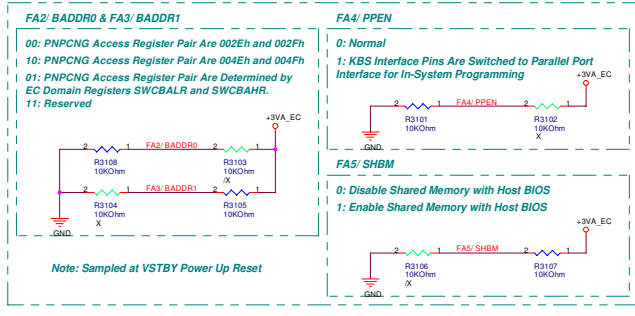 FA2/ BADDR0 & FA3/ BADDR1
00: PNPCNG Access Register Pair Are 002Eh and 002Fh
10: PNPCNG Access Register Pair Are 004Eh and 004Fh
01: PNPCNG Access Register Pair Are Determined by
EC Domain Registers SWCBALR and SWCBAHR.
11: Reserved
+3VA_EC
2 1 FA2/ BADDR0 2 1
R3108 R3103
10KOhm 10KOhm
/X
2 1 FA3/ BADDR1 2 1
R3104 R3105
10KOhm 10KOhm
X
GND
Note: Sampled at VSTBY Power Up Reset
FA4/ PPEN
0: Normal
1: KBS Interface Pins Are Switched to Parallel Port
Interface for In-System Programming
+3VA_EC
2 1 FA4/ PPEN 2 1
R3101 R3102
10KOhm 10KOhm
X
GND
FA5/ SHBM
0: Disable Shared Memory with Host BIOS
1: Enable Shared Memory with Host BIOS
+3VA_EC
2 1 FA5/ SHBM 2 1
R3106 R3107
10KOhm 10KOhm
/X
GND